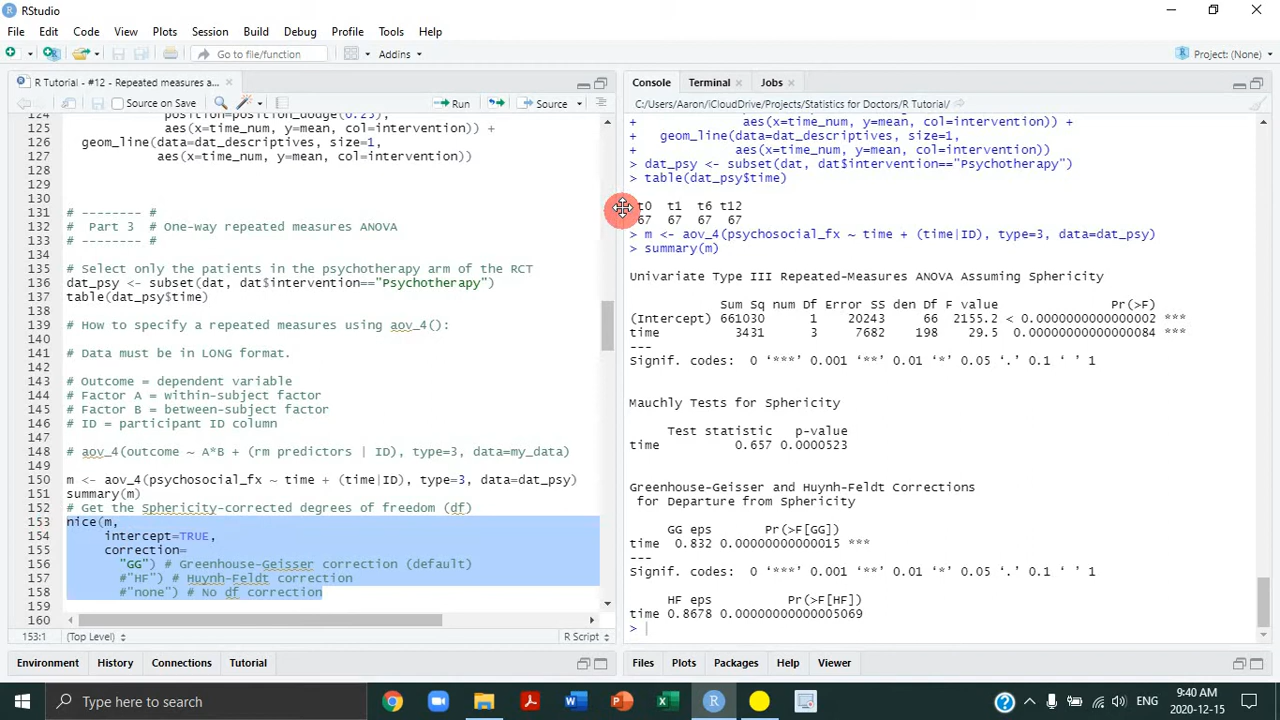 RStudio
File Edit Code View Plots Session Build Debug Profile Tools Help
Go to file/function Addins Project: (None)
R Tutorial - #12 - Repeated measures a...
Source on Save Run Source
124 position=position_dodge(0.25),
125 aes(x=time_num, y=mean, col=intervention)) +
126 geom_line(data=dat_descriptives, size=1,
127 aes(x=time_num, y=mean, col=intervention))
128
129
130
131 # -------- #
132 # Part 3 # One-way repeated measures ANOVA
133 # -------- #
134
135 # Select only the patients in the psychotherapy arm of the RCT
136 dat_psy <- subset(dat, dat$intervention=="Psychotherapy")
137 table(dat_psy$time)
138
139 # How to specify a repeated measures using aov_4():
140
141 # Data must be in LONG format.
142
143 # Outcome = dependent variable
144 # Factor A = within-subject factor
145 # Factor B = between-subject factor
146 # ID = participant ID column
147
148 # aov_4(outcome ~ A*B + (rm predictors | ID), type=3, data=my_data)
149
150 m <- aov_4(psychosocial_fx ~ time + (time|ID), type=3, data=dat_psy)
151 summary(m)
152 # Get the Sphericity-corrected degrees of freedom (df)
153 nice(m,
154 intercept=TRUE,
155 correction=
156 "GG") # Greenhouse-Geisser correction (default)
157 #"HF") # Huynh-Feldt correction
158 #"none") # No df correction
159
160
153:1 (Top Level) R Script
Environment History Connections Tutorial
Console Terminal Jobs
C:/Users/Aaron/iCloudDrive/Projects/Statistics for Doctors/R Tutorial/
+ aes(x=time_num, y=mean, col=intervention)) +
+ geom_line(data=dat_descriptives, size=1,
+ aes(x=time_num, y=mean, col=intervention))
> dat_psy <- subset(dat, dat$intervention=="Psychotherapy")
> table(dat_psy$time)
t0 t1 t6 t12
67 67 67 67
> m <- aov_4(psychosocial_fx ~ time + (time|ID), type=3, data=dat_psy)
> summary(m)
Univariate Type III Repeated-Measures ANOVA Assuming Sphericity
Sum Sq num Df Error SS den Df F value Pr(>F)
(Intercept) 661030 1 20243 66 2155.2 < 0.0000000000000002 ***
time 3431 3 7682 198 29.5 0.000000000000084 ***
---
Signif. codes: 0 ‘***’ 0.001 ‘**’ 0.01 ‘*’ 0.05 ‘.’ 0.1 ‘ ’ 1
Mauchly Tests for Sphericity
Test statistic p-value
time 0.657 0.0000523
Greenhouse-Geisser and Huynh-Feldt Corrections
for Departure from Sphericity
GG eps Pr(>F[GG])
time 0.832 0.00000000000015 ***
---
Signif. codes: 0 ‘***’ 0.001 ‘**’ 0.01 ‘*’ 0.05 ‘.’ 0.1 ‘ ’ 1
HF eps Pr(>F[HF])
time 0.8678 0.00000000000005069
>
Files Plots Packages Help Viewer
Type here to search
ENG
9:40 AM
2020-12-15